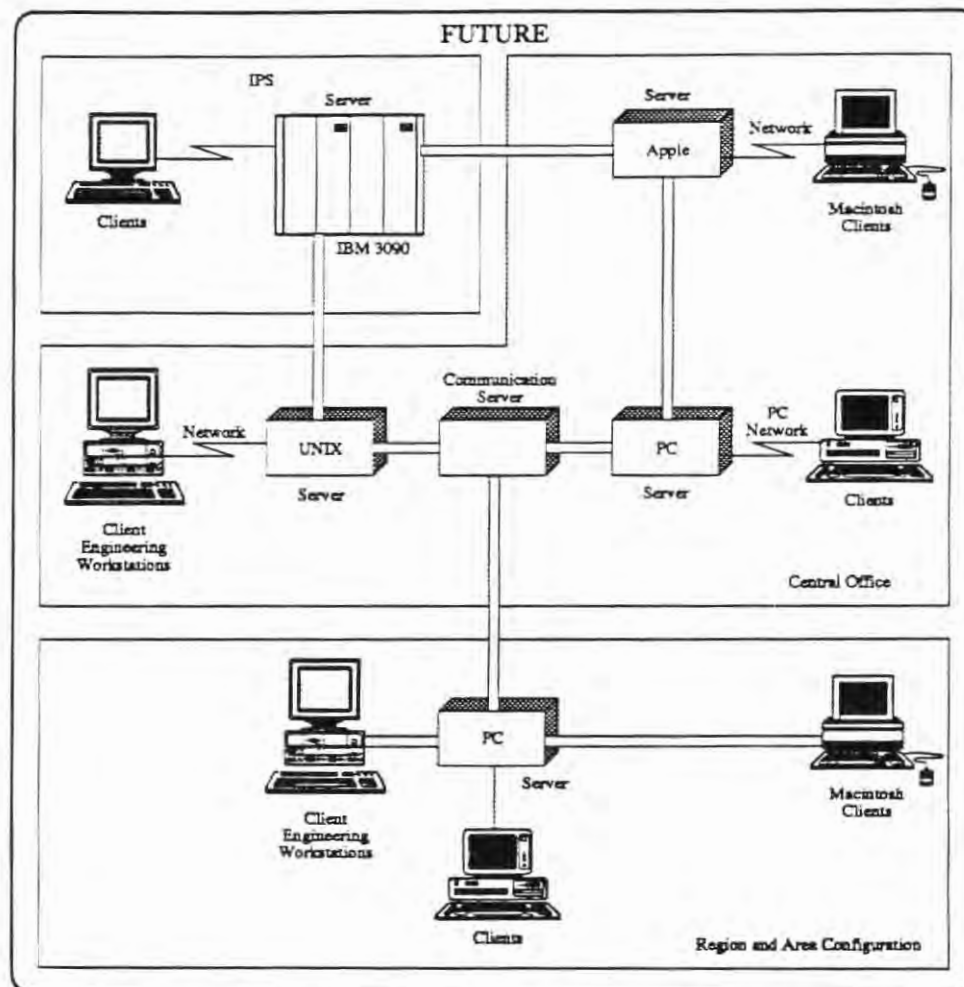 FUTURE
IPS
Server
Clients
IBM 3090
Server
Apple
Network
Macintosh
Clients
Communication
Server
Network
UNIX
Server
PC
Server
PC
Network
Clients
Client
Engineering
Workstations
Central Office
PC
Server
Client
Engineering
Workstations
Macintosh
Clients
Clients
Region and Area Configuration